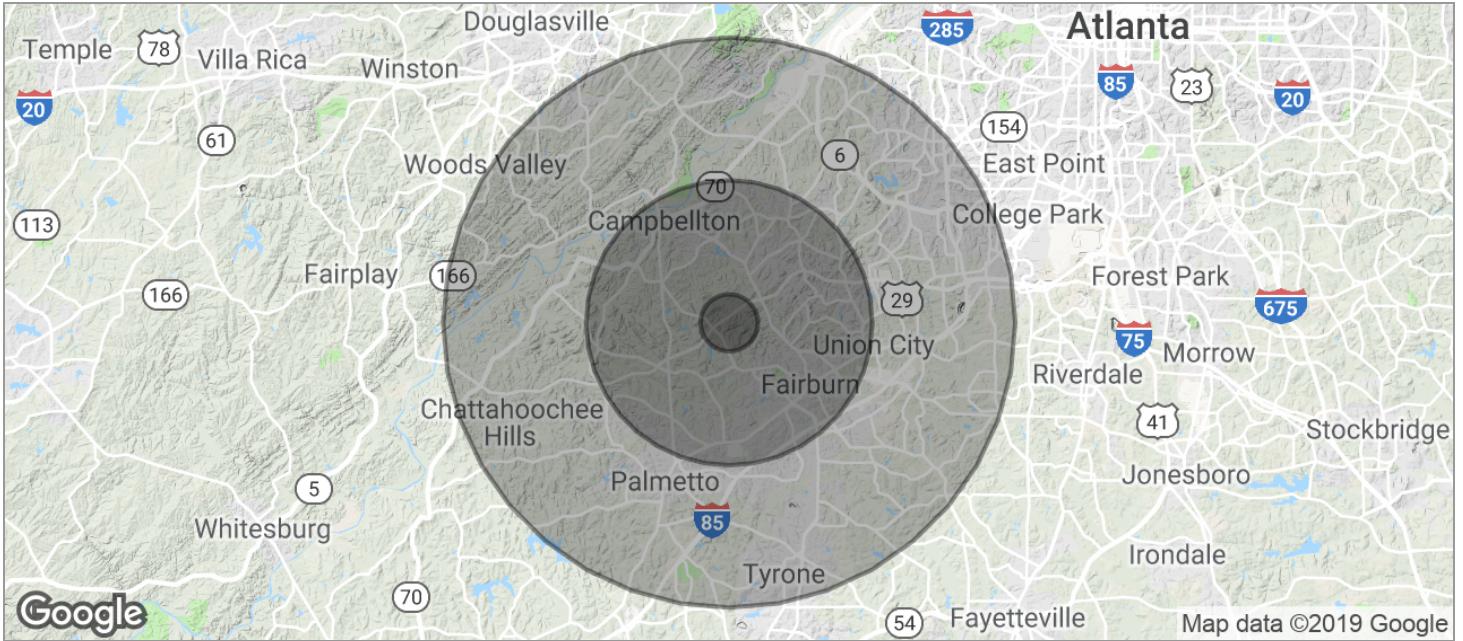 Douglasville
285
Atlanta
Temple
78
Villa Rica
Winston
85
23
20
20
61
154
6
Woods Valley
East Point
70
113
Campbellton
College Park
Fairplay
166
166
29
Forest Park
675
Union City
75
Morrow
Fairburn
Riverdale
Chattahoochee
Hills
41
Stockbridge
Palmetto
Jonesboro
5
85
Whitesburg
Irondale
Tyrone
70
Google
54
Fayetteville
Map data ©2019 Google